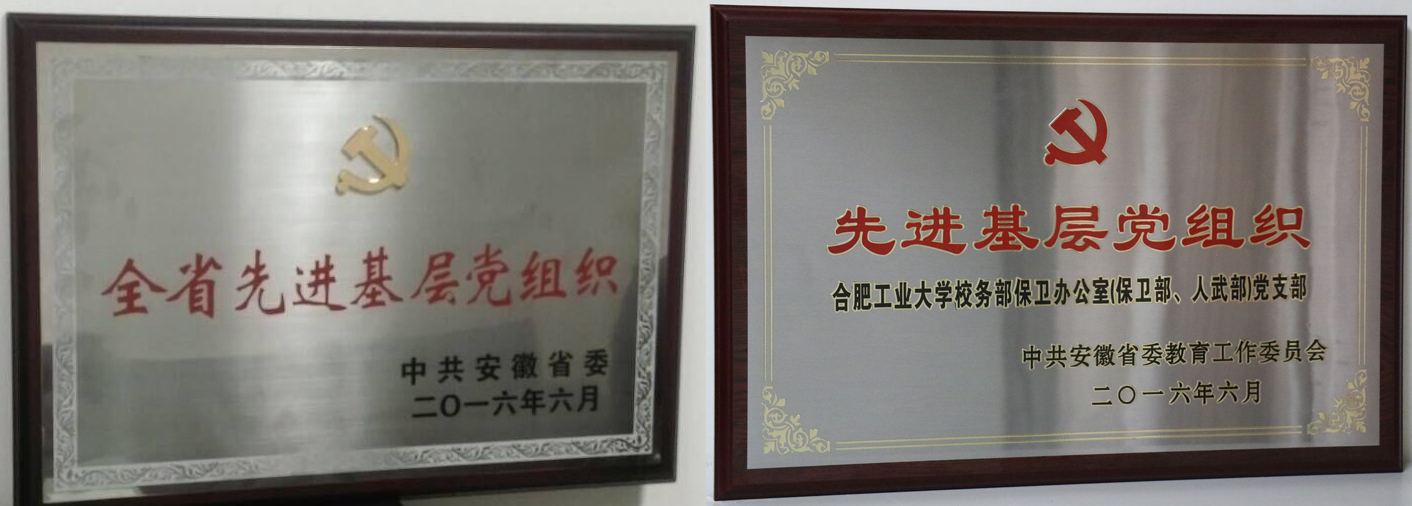 全省先进基层党组织
中共安徽省委
二〇一六年六月
先进基层党组织
合肥工业大学校务部保卫办公室(保卫部、人武部)党支部
中共安徽省委教育工作委员会
二〇一六年六月